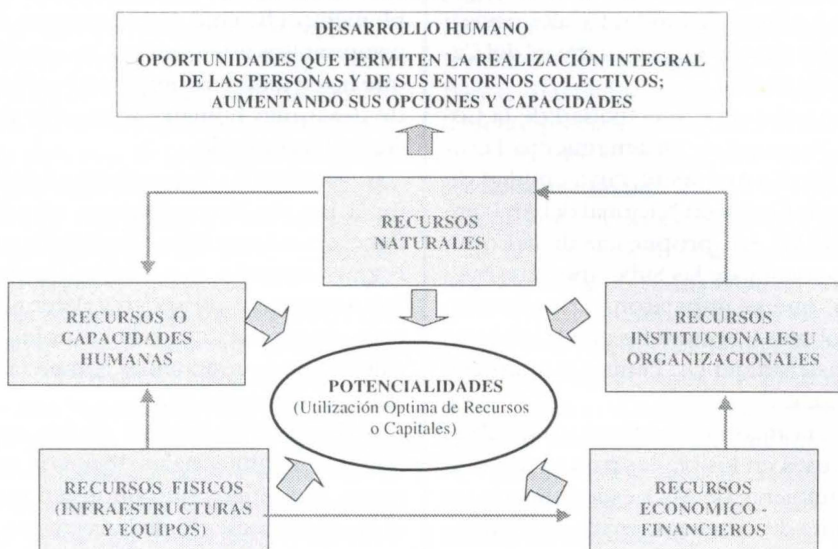 DESARROLLO HUMANO
OPORTUNIDADES QUE PERMITEN LA REALIZACIÓN INTEGRAL
DE LAS PERSONAS Y DE SUS ENTORNOS COLECTIVOS;
AUMENTANDO SUS OPCIONES Y CAPACIDADES
RECURSOS
NATURALES
RECURSOS O
CAPACIDADES
HUMANAS
RECURSOS
INSTITUCIONALES U
ORGANIZACIONALES
POTENCIALIDADES
(Utilización Optima de Recursos
o Capitales)
RECURSOS FISICOS
(INFRAESTRUCTURAS
Y EQUIPOS)
RECURSOS
ECONOMICO -
FINANCIEROS